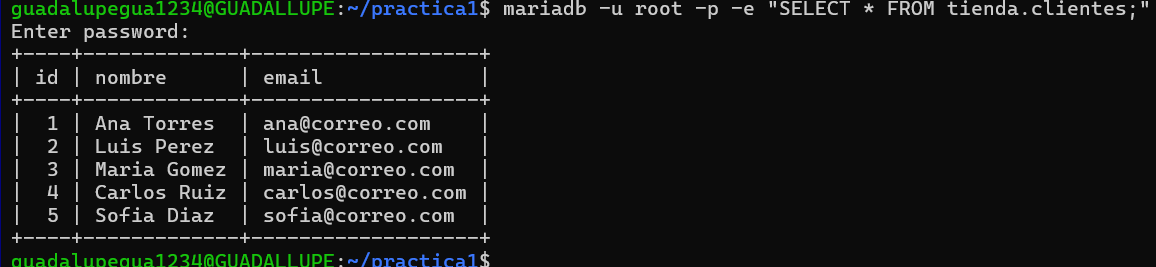 guadalupegua1234@GUADALLUPE:~/practica1$ mariadb -u root -p -e "SELECT * FROM tienda.clientes;"
Enter password:
+----+-------------+-------------------+
| id | nombre      | email             |
+----+-------------+-------------------+
|  1 | Ana Torres  | ana@correo.com    |
|  2 | Luis Perez  | luis@correo.com   |
|  3 | Maria Gomez | maria@correo.com  |
|  4 | Carlos Ruiz | carlos@correo.com |
|  5 | Sofia Diaz  | sofia@correo.com  |
+----+-------------+-------------------+
guadalupegua1234@GUADALLUPE:~/practica1$